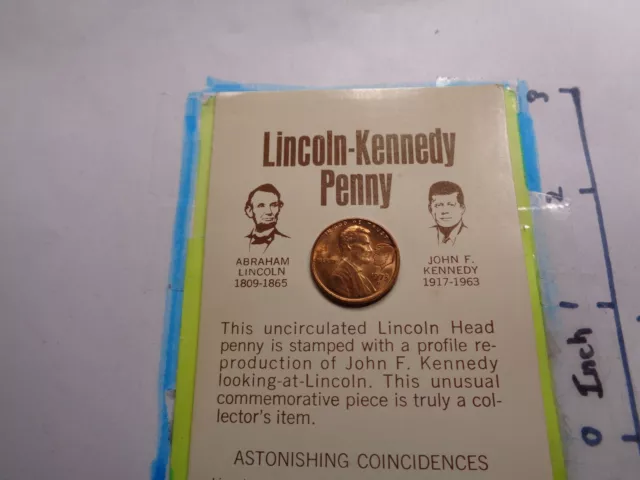 Lincoln-Kennedy
Penny
ABRAHAM
LINCOLN
1809-1865
JOHN F.
KENNEDY
1917-1963
This uncirculated Lincoln Head
penny is stamped with a profile re-
production of John F. Kennedy
looking-at-Lincoln. This unusual
commemorative piece is truly a col-
lector's item.
ASTONISHING COINCIDENCES
0 Inch 1 2 3